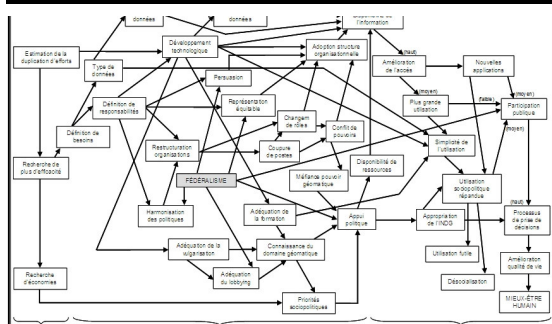 données
données
l'information
Estimation de la
duplication d'efforts
Développement
technologique
Adoption structure
organisationnelle
(haut)
Amélioration
de l'accès
Nouvelles
applications
Type de
données
Persuasion
(moyen)
(moyen)
Définition de
responsabilités
Représentation
équitable
Plus grande
utilisation
(faible)
Participation
publique
Changem
de rôles
Définition de
besoins
Conflit de
pouvoirs
(moyen)
Restructuration
organisations
Coupure
de postes
Simplicité de
l'utilisation
Recherche de
plus d'efficacité
Disponibilité de
ressources
FÉDÉRALISME
Méfiance pouvoir
géomatique
Utilisation
sociopolitique
répandue
(haut)
Harmonisation
des politiques
Adéquation de
la formation
Appui
politique
Appropriation
de l'INDG
Processus
de prise de
décisions
Adéquation de la
vulgarisation
Connaissance du
domaine géomatique
Utilisation futile
Amélioration
qualité de vie
Recherche
d'économies
Adéquation
du lobbying
Désocialisation
Priorités
sociopolitiques
MIEUX-ÊTRE
HUMAIN